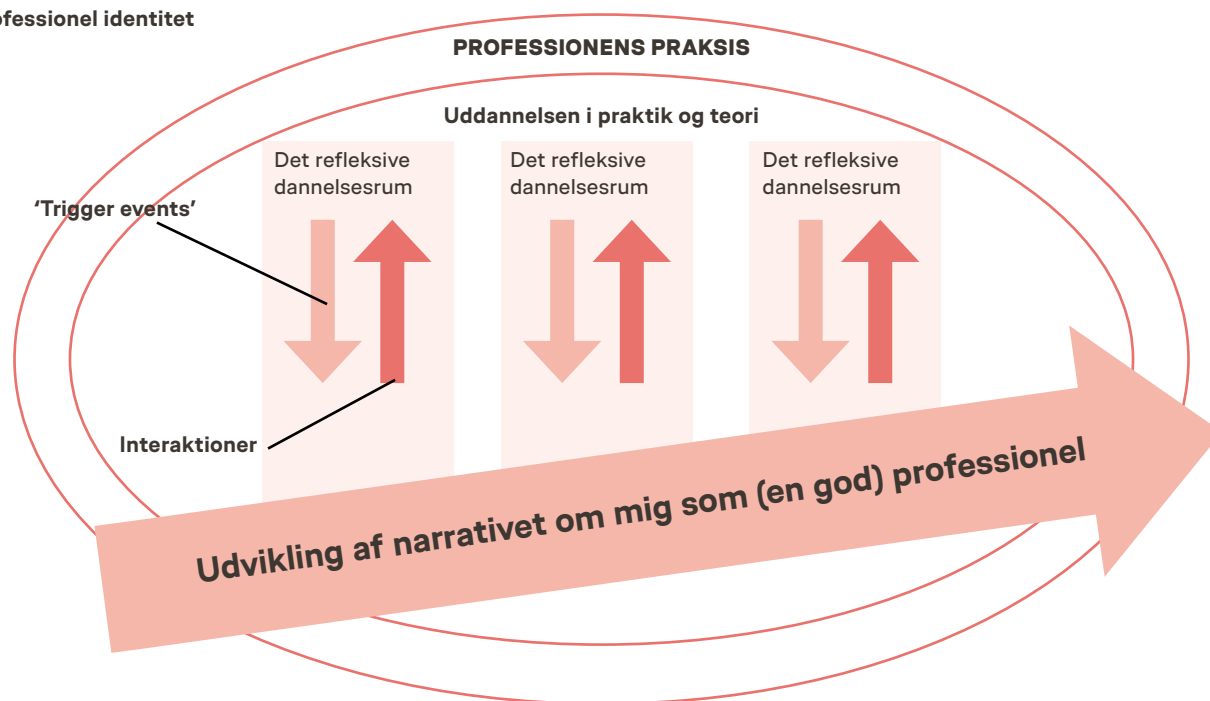 ofessionel identitet
PROFESSIONENS PRAKSIS
Uddannelsen i praktik og teori
Det refleksive
dannelsesrum
Det refleksive
dannelsesrum
Det refleksive
dannelsesrum
‘Trigger events’
Interaktioner
Udvikling af narrativet om mig som (en god) professionel